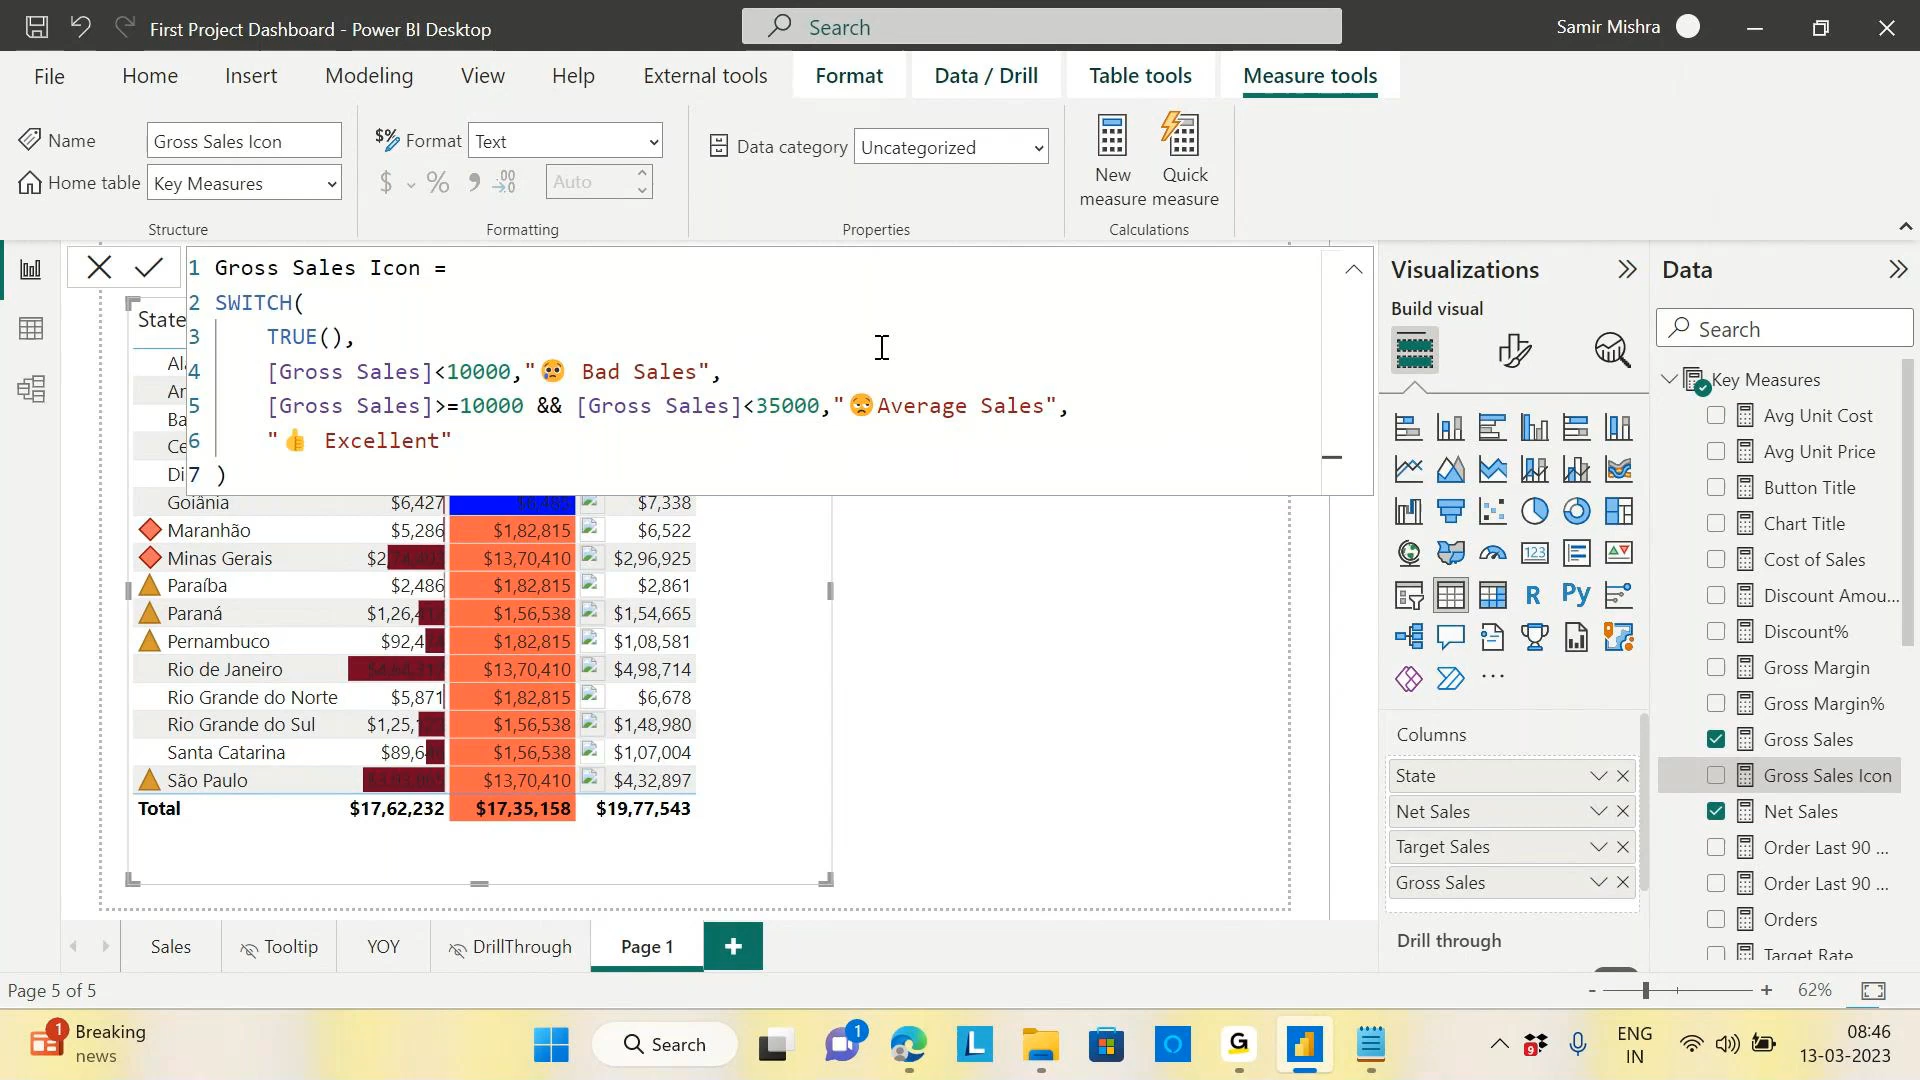 First Project Dashboard - Power BI Desktop
Search
Samir Mishra
File
Home
Insert
Modeling
View
Help
External tools
Format
Data / Drill
Table tools
Measure tools
Name
Gross Sales Icon
Home table
Key Measures
Structure
$% Format
Text
$ % 9 .00
Auto
Formatting
Data category
Uncategorized
Properties
New measure
Quick measure
Calculations
1 Gross Sales Icon =
2 SWITCH(
3 TRUE(),
4 [Gross Sales]<10000,"😢 Bad Sales",
5 [Gross Sales]>=10000 && [Gross Sales]<35000,"😒Average Sales",
6 "👍 Excellent"
7 )
State
Goiânia $6,427 $7,338
Maranhão $5,286 $1,82,815 $6,522
Minas Gerais $13,70,410 $2,96,925
Paraíba $2,486 $1,82,815 $2,861
Paraná $1,56,538 $1,54,665
Pernambuco $1,82,815 $1,08,581
Rio de Janeiro $13,70,410 $4,98,714
Rio Grande do Norte $5,871 $1,82,815 $6,678
Rio Grande do Sul $1,56,538 $1,48,980
Santa Catarina $1,56,538 $1,07,004
São Paulo $13,70,410 $4,32,897
Total $17,62,232 $17,35,158 $19,77,543
Visualizations
Build visual
123
R
Py
Columns
State
Net Sales
Target Sales
Gross Sales
Drill through
Data
Search
Key Measures
Avg Unit Cost
Avg Unit Price
Button Title
Chart Title
Cost of Sales
Discount Amou...
Discount%
Gross Margin
Gross Margin%
Gross Sales
Gross Sales Icon
Net Sales
Order Last 90 ...
Order Last 90 ...
Orders
Target Rate
Sales
Tooltip
YOY
DrillThrough
Page 1
Page 5 of 5
- + 62%
1
Breaking
news
Search
1
L
G
9
ENG
IN
08:46
13-03-2023